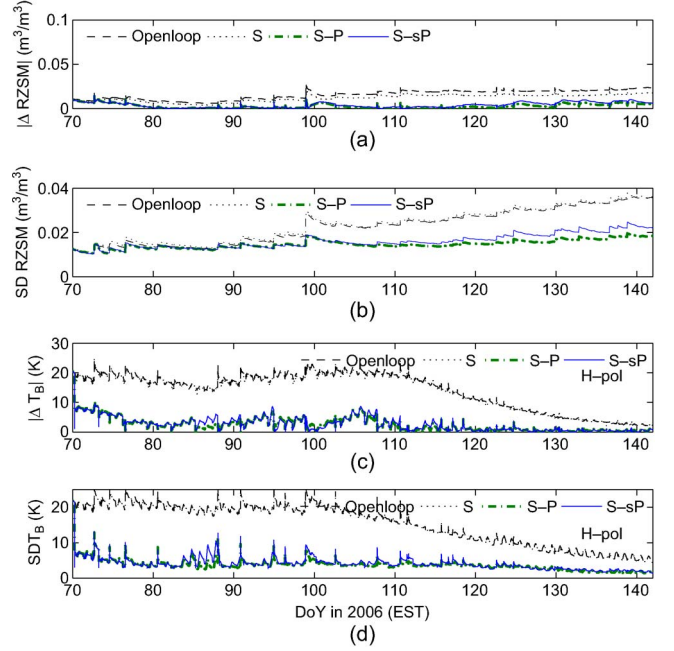 0.1
Openloop S S–P S–sP
0.05
0
|Δ RZSM| (m³/m³)
70 80 90 100 110 120 130 140
(a)
0.04
Openloop S S–P S–sP
0.02
0
SD RZSM (m³/m³)
70 80 90 100 110 120 130 140
(b)
30
Openloop S S–P S–sP
20
H–pol
10
0
|Δ T_B| (K)
70 80 90 100 110 120 130 140
(c)
Openloop S S–P S–sP
20
H–pol
10
0
SDT_B (K)
70 80 90 100 110 120 130 140
DoY in 2006 (EST)
(d)